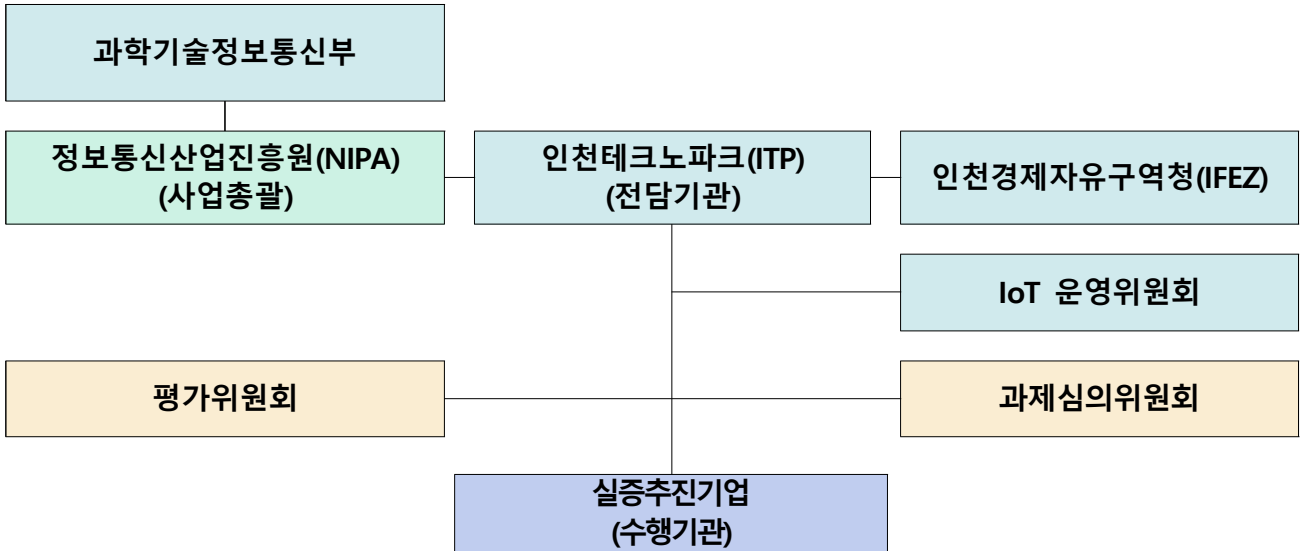 과학기술정보통신부
정보통신산업진흥원(NIPA)
(사업총괄)
인천테크노파크(ITP)
(전담기관)
인천경제자유구역청(IFEZ)
IoT 운영위원회
평가위원회
과제심의위원회
실증추진기업
(수행기관)